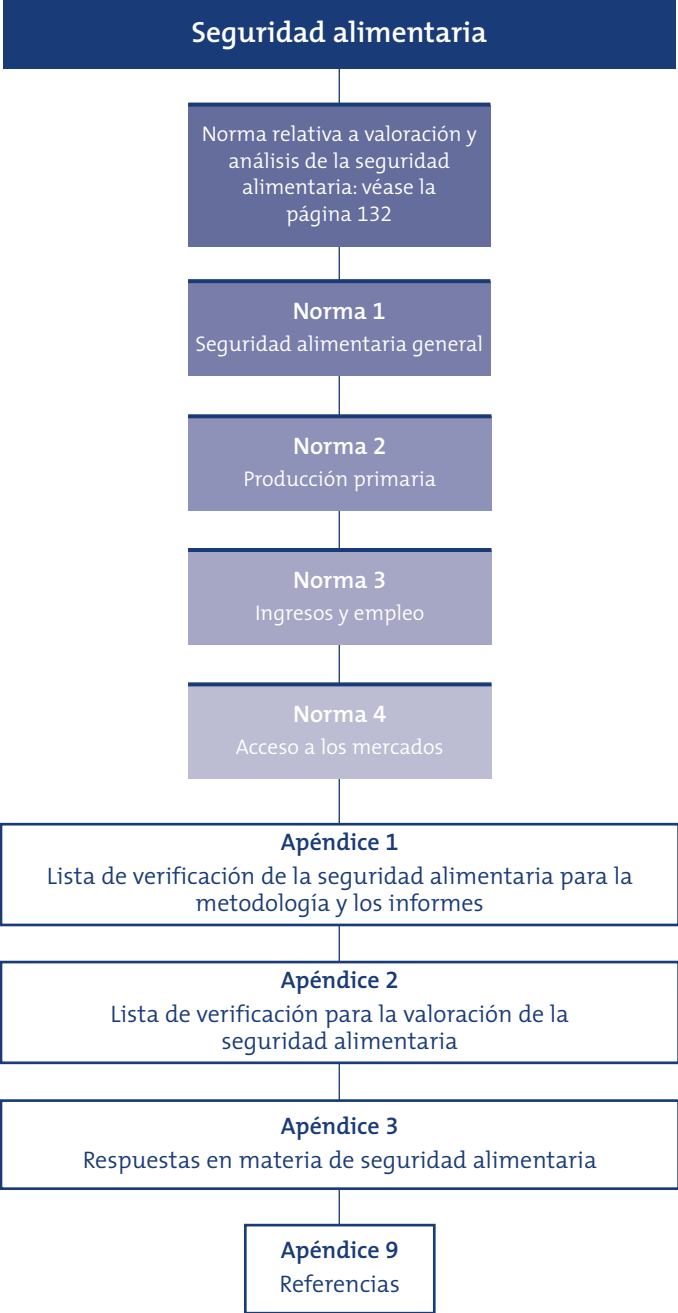 Seguridad alimentaria
Norma relativa a valoración y
análisis de la seguridad
alimentaria: véase la
página 132
Norma 1
Seguridad alimentaria general
Norma 2
Producción primaria
Norma 3
Ingresos y empleo
Norma 4
Acceso a los mercados
Apéndice 1
Lista de verificación de la seguridad alimentaria para la
metodología y los informes
Apéndice 2
Lista de verificación para la valoración de la
seguridad alimentaria
Apéndice 3
Respuestas en materia de seguridad alimentaria
Apéndice 9
Referencias